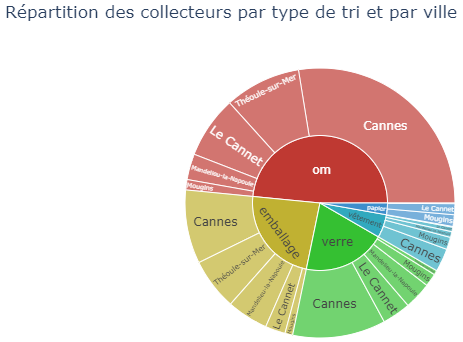 Répartition des collecteurs par type de tri et par ville
Cannes
Théoule-sur-Mer
Le Cannet
Mandelieu-la-Napoule
Mougins
om
papier
Le Cannet
Mougins
vêtement
Mougins
Cannes
emballage
Cannes
Théoule-sur-Mer
Mandelieu-la-Napoule
Le Cannet
Mougins
verre
Mougins
Mandelieu-la-Napoule
Le Cannet
Cannes